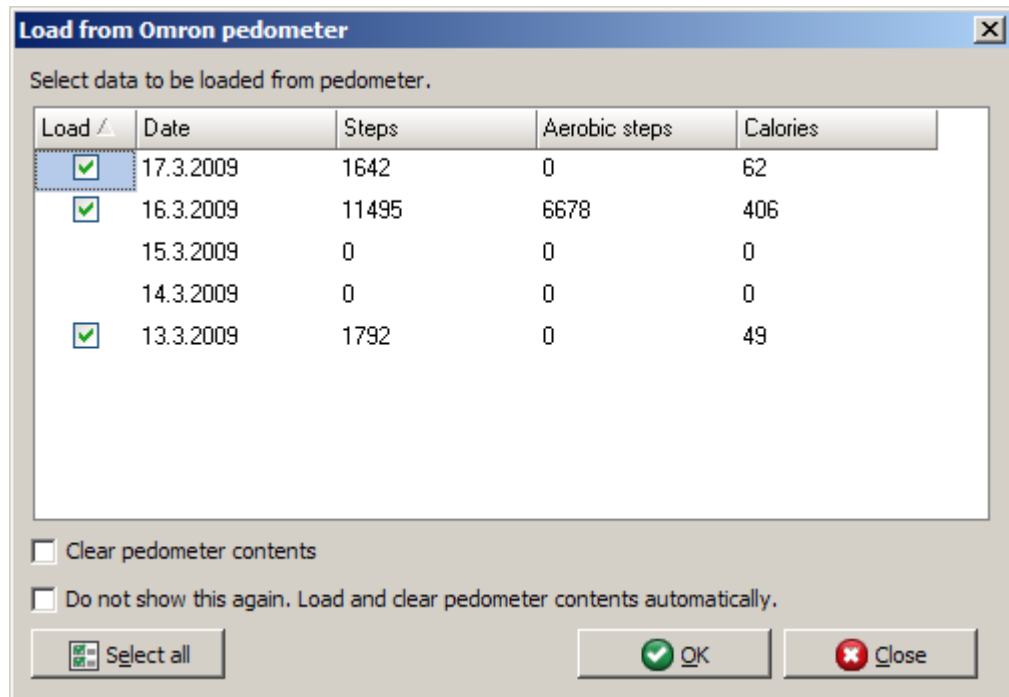 Load from Omron pedometer
Select data to be loaded from pedometer.
Load Date Steps Aerobic steps Calories
17.3.2009 1642 0 62
16.3.2009 11495 6678 406
15.3.2009 0 0 0
14.3.2009 0 0 0
13.3.2009 1792 0 49
Clear pedometer contents
Do not show this again. Load and clear pedometer contents automatically.
Select all OK Close